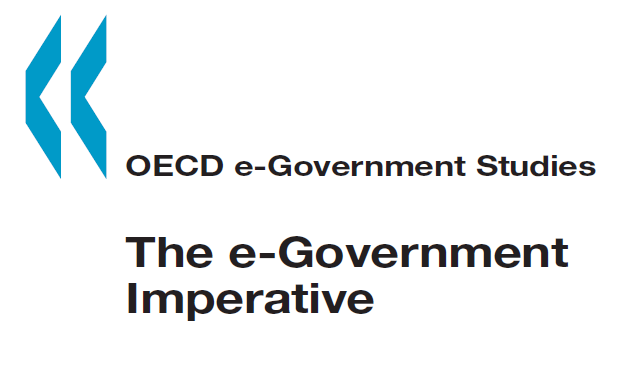 OECD e-Government Studies
The e-Government
Imperative